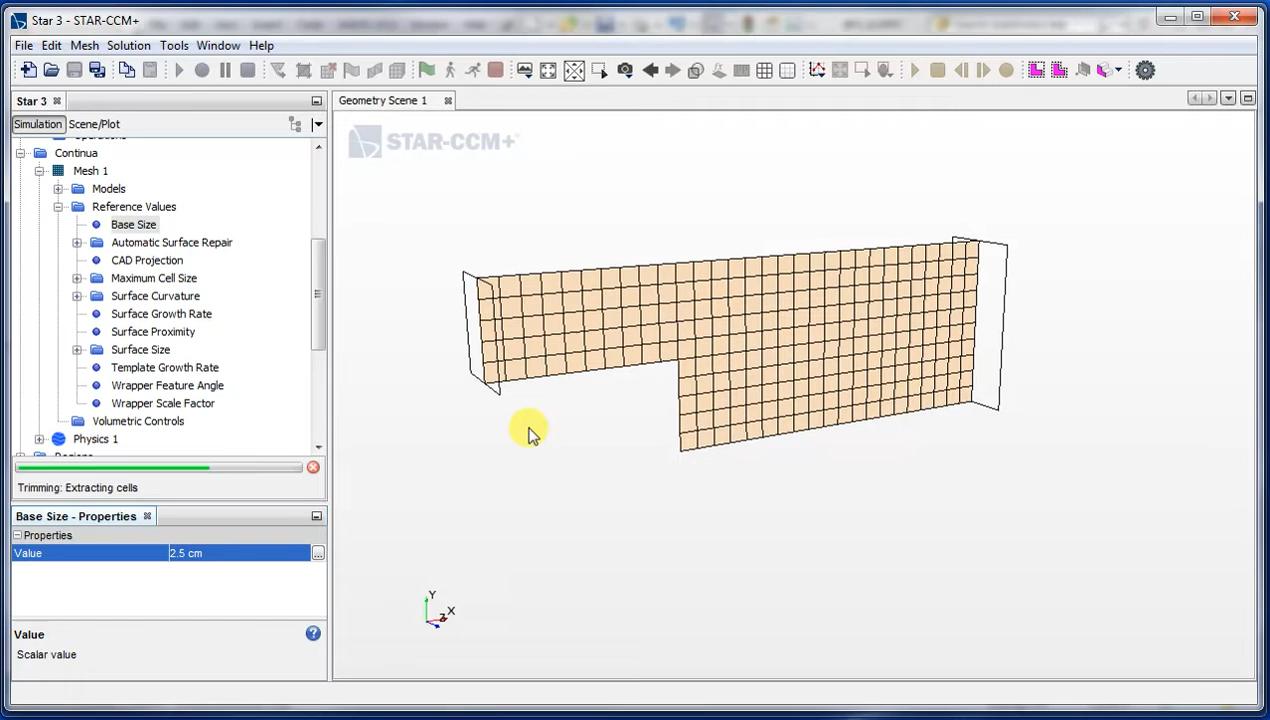 Star 3 - STAR-CCM+
File Edit Mesh Solution Tools Window Help
Star 3
Simulation Scene/Plot
Continua
Mesh 1
Models
Reference Values
Base Size
Automatic Surface Repair
CAD Projection
Maximum Cell Size
Surface Curvature
Surface Growth Rate
Surface Proximity
Surface Size
Template Growth Rate
Wrapper Feature Angle
Wrapper Scale Factor
Volumetric Controls
Physics 1
Trimming: Extracting cells
Base Size - Properties
Properties
Value 2.5 cm
...
Value
Scalar value
Geometry Scene 1
STAR-CCM+
Y
X
Z